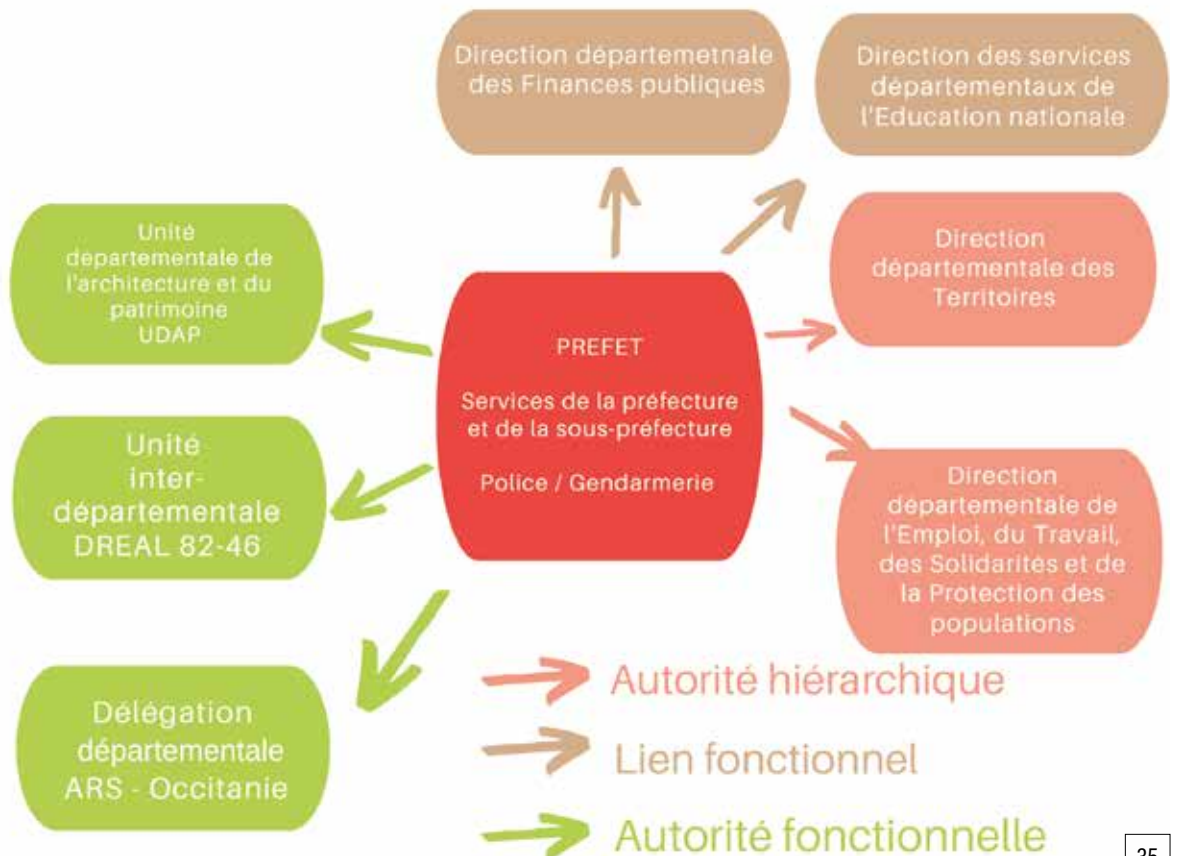 Direction départemetnale
des Finances publiques
Direction des services
départementaux de
l'Education nationale
Unité
départementale de
l'architecture et du
patrimoine
UDAP
PREFET
Services de la préfecture
et de la sous-préfecture
Police / Gendarmerie
Direction
départementale des
Territoires
Unité
inter-
départementale
DREAL 82-46
Direction
départementale de
l'Emploi, du Travail,
des Solidarités et de
la Protection des
populations
Délégation
départementale
ARS - Occitanie
Autorité hiérarchique
Lien fonctionnel
Autorité fonctionnelle
35